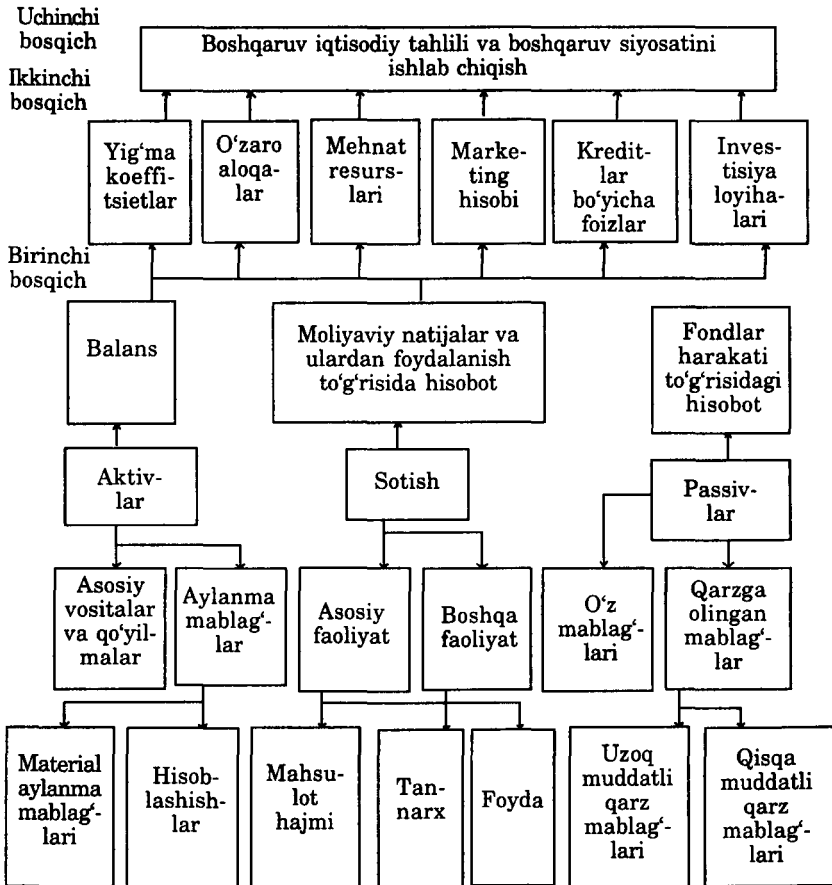 Uchinchi
bosqich
Boshqaruv iqtisodiy tahlili va boshqaruv siyosatini
ishlab chiqish
Ikkinchi
bosqich
Yig‘ma
koeffi-
tsietlar
O‘zaro
aloqa-
lar
Mehnat
resurs-
lari
Marke-
ting
hisobi
Kredit-
lar
bo‘yicha
foizlar
Inves-
tisiya
loyiha-
lari
Birinchi
bosqich
Balans
Moliyaviy natijalar va
ulardan foydalanish
to‘g‘risida hisobot
Fondlar
harakati
to‘g‘risidagi
hisobot
Aktiv-
lar
Sotish
Passiv-
lar
Asosiy
vositalar
va qo‘yil-
malar
Aylanma
mablag‘-
lar
Asosiy
faoliyat
Boshqa
faoliyat
O‘z
mablag‘-
lari
Qarzga
olingan
mablag‘-
lar
Material
aylanma
mablag‘-
lari
Hisob-
lashish-
lar
Mahsu-
lot
hajmi
Tan-
narx
Foyda
Uzoq
muddatli
qarz
mablag‘-
lari
Qisqa
muddatli
qarz
mablag‘-
lari